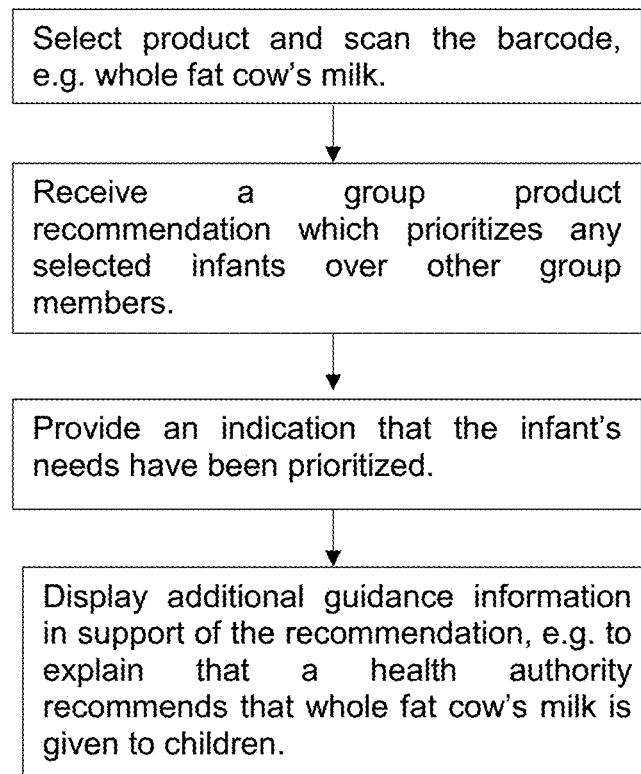 Select product and scan the barcode,
e.g. whole fat cow's milk.
Receive a group product
recommendation which prioritizes any
selected infants over other group
members.
Provide an indication that the infant's
needs have been prioritized.
Display additional guidance information
in support of the recommendation, e.g. to
explain that a health authority
recommends that whole fat cow's milk is
given to children.